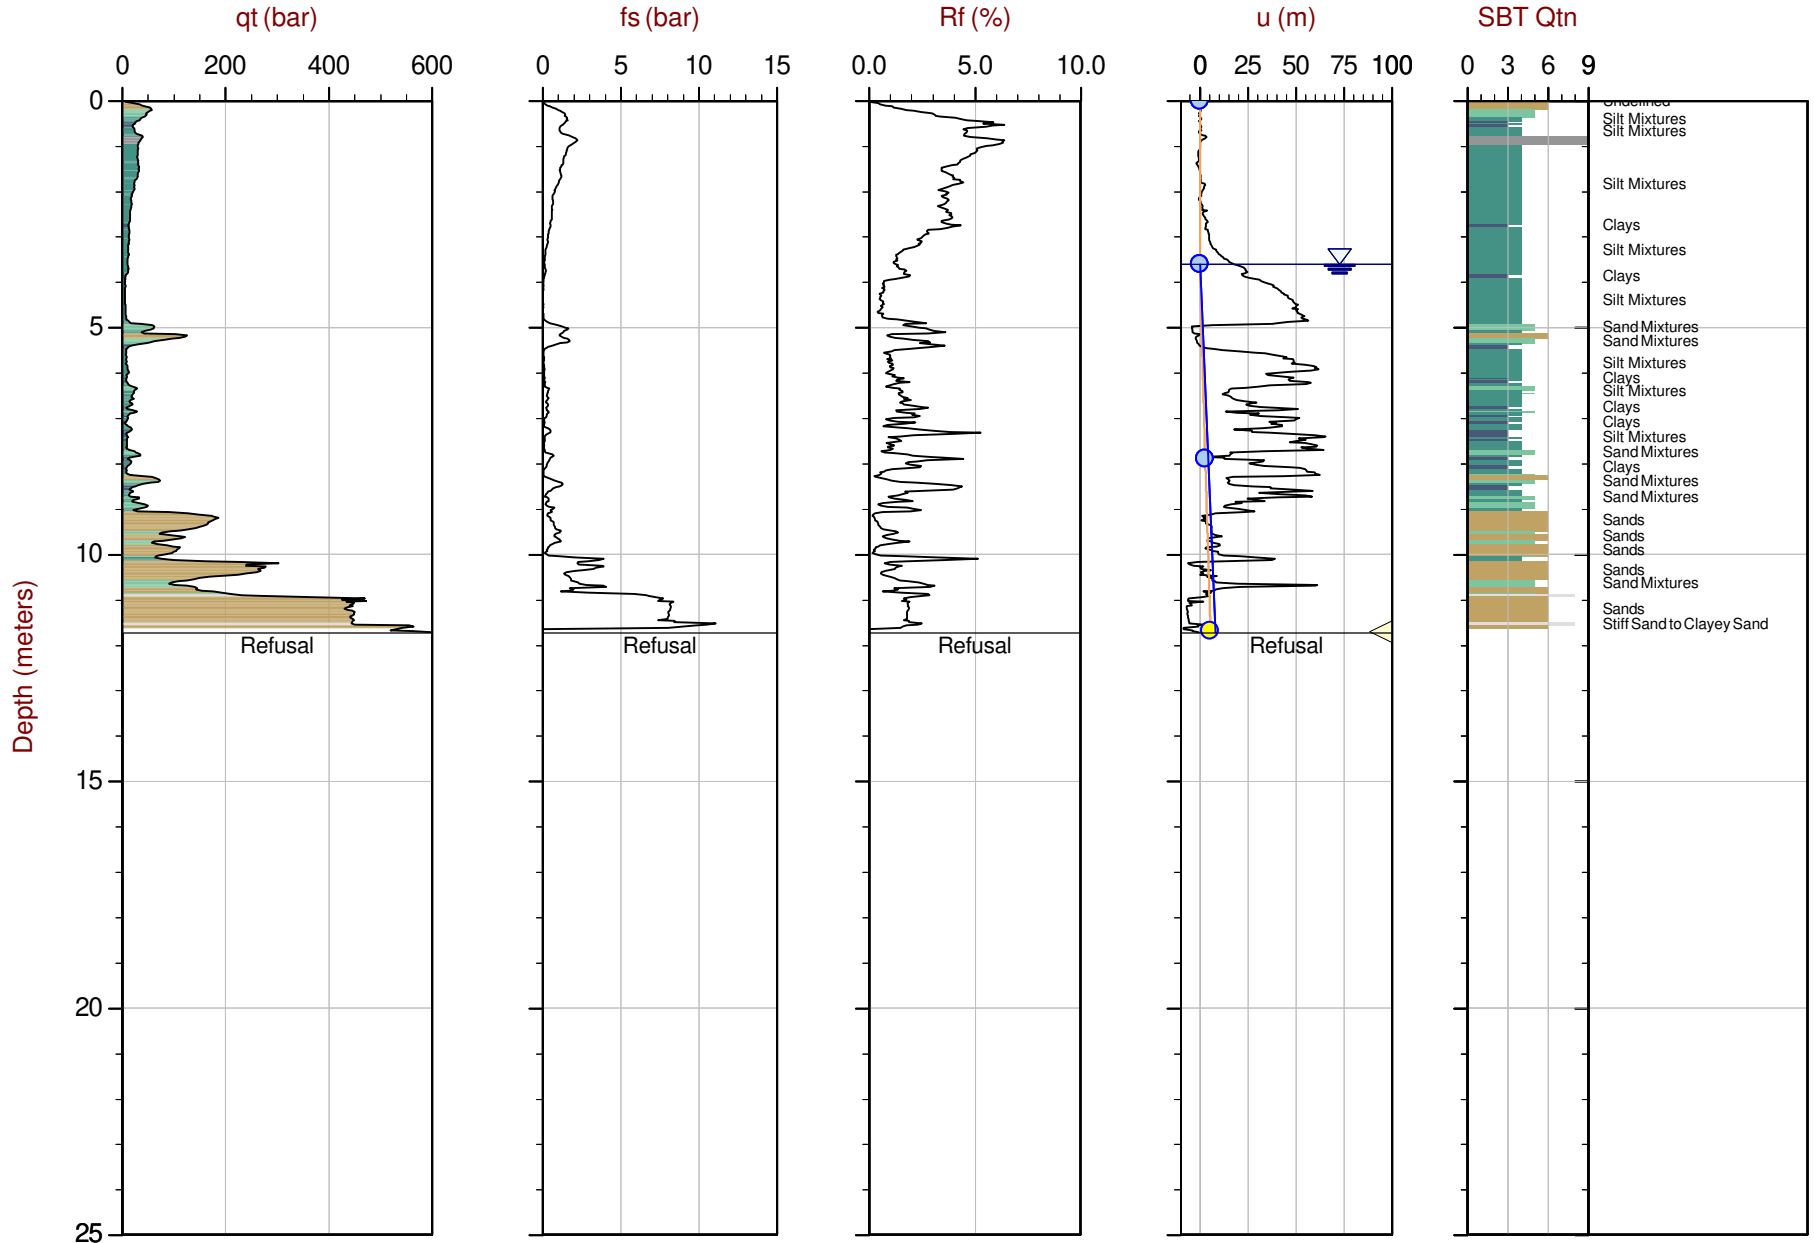 qt (bar) fs (bar) Rf (%) u (m) SBT Qtn
0 200 400 600 0 5 10 15 0.0 5.0 10.0 0 25 50 75 100 0 3 6 9
0
Undefined
Silt Mixtures
Silt Mixtures
Silt Mixtures
Clays
Silt Mixtures
Clays
Silt Mixtures
5
Sand Mixtures
Sand Mixtures
Silt Mixtures
Clays
Silt Mixtures
Clays
Clays
Silt Mixtures
Sand Mixtures
Clays
Sand Mixtures
Sand Mixtures
Sands
Sands
Sands
10
Sands
Sand Mixtures
Sands
Stiff Sand to Clayey Sand
Refusal Refusal Refusal Refusal
Depth (meters)
15
20
25